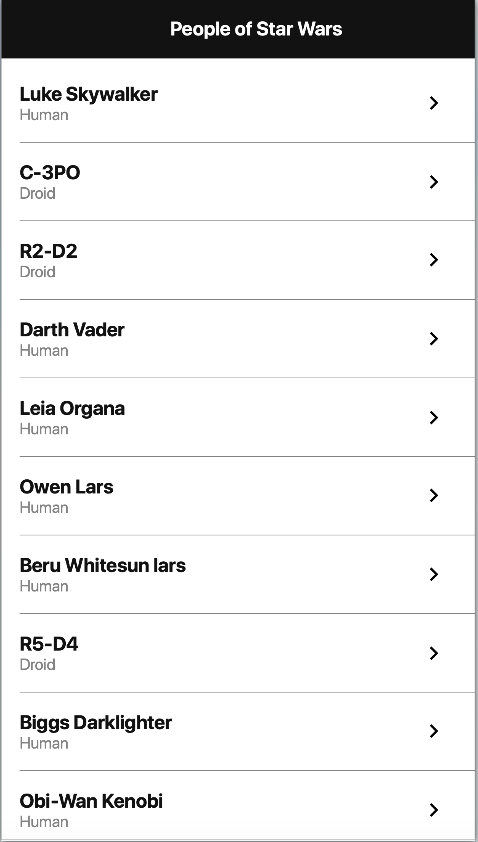 People of Star Wars
Luke Skywalker
Human
C-3PO
Droid
R2-D2
Droid
Darth Vader
Human
Leia Organa
Human
Owen Lars
Human
Beru Whitesun lars
Human
R5-D4
Droid
Biggs Darklighter
Human
Obi-Wan Kenobi
Human